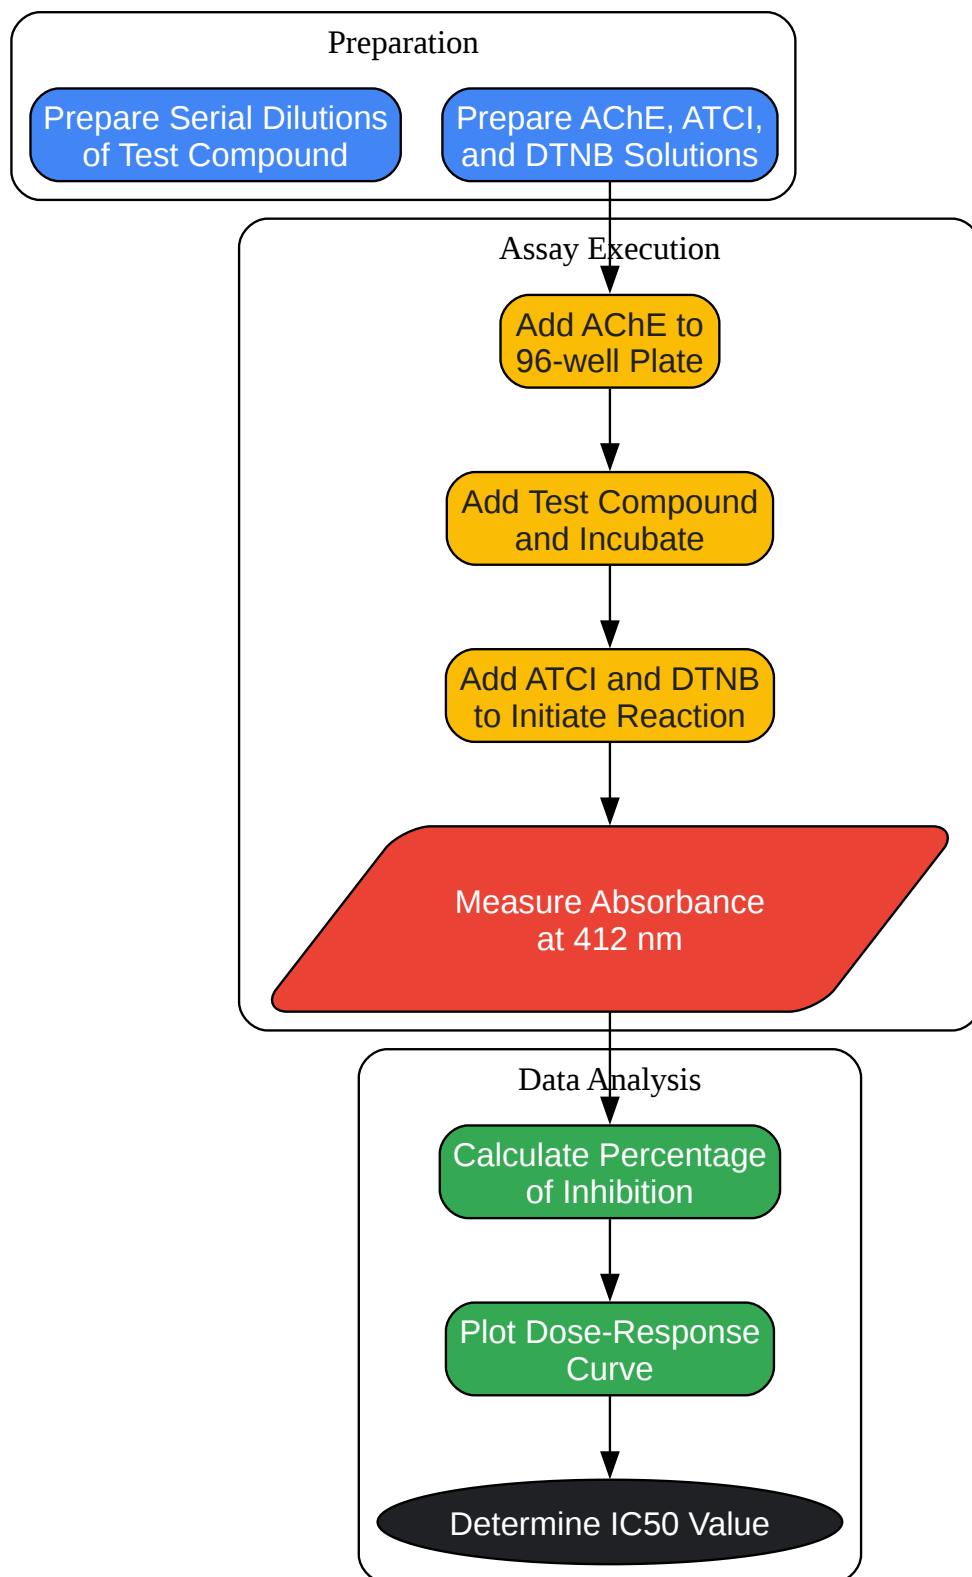 Preparation
Prepare Serial Dilutions
of Test Compound
Prepare AChE, ATCI,
and DTNB Solutions
Assay Execution
Add AChE to
96-well Plate
Add Test Compound
and Incubate
Add ATCI and DTNB
to Initiate Reaction
Measure Absorbance
at 412 nm
Data Analysis
Calculate Percentage
of Inhibition
Plot Dose-Response
Curve
Determine IC50 Value